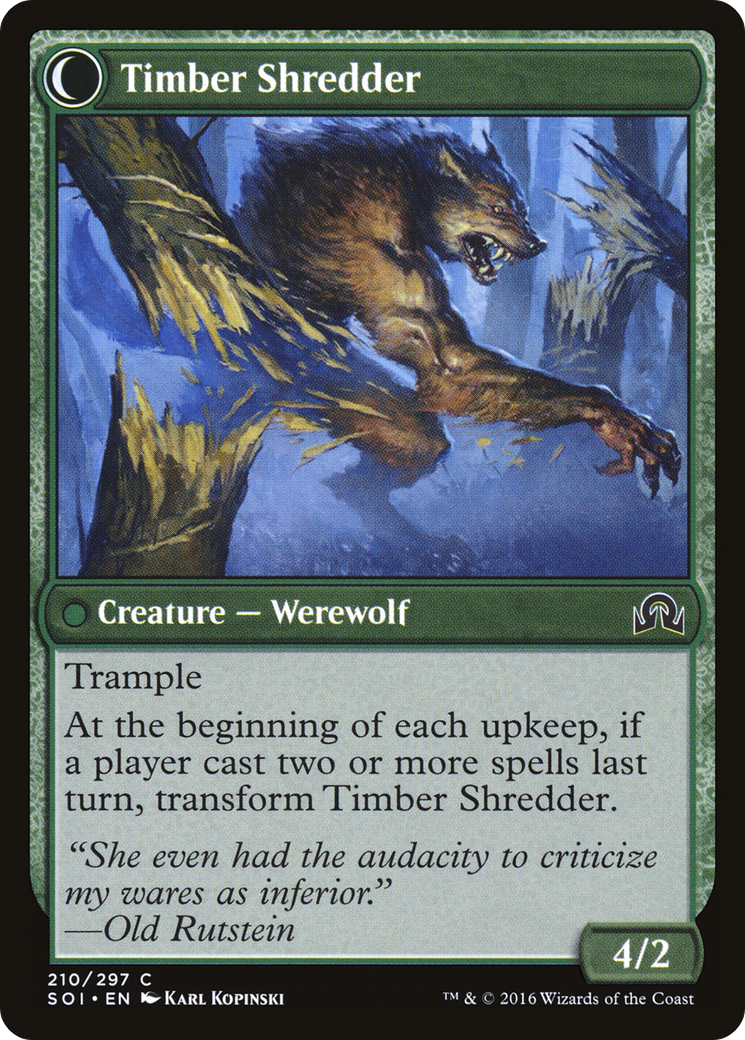 Timber Shredder
Creature — Werewolf
Trample
At the beginning of each upkeep, if
a player cast two or more spells last
turn, transform Timber Shredder.
“She even had the audacity to criticize
my wares as inferior.”
—Old Rutstein
4/2
210/297 C
SOI • EN Karl Kopinski
™ & © 2016 Wizards of the Coast